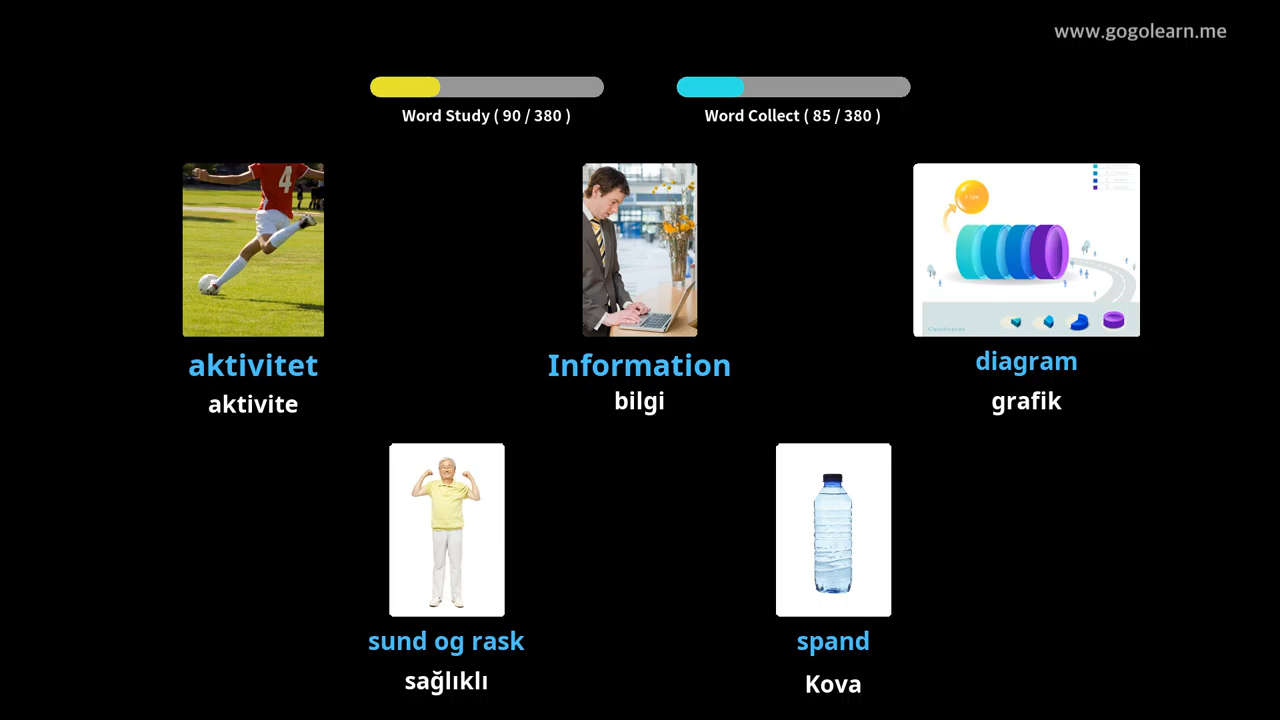 www.gogolearn.me
Word Study ( 90 / 380 )
Word Collect ( 85 / 380 )
4
aktivitet
aktivite
Information
bilgi
diagram
grafik
sund og rask
sağlıklı
spand
Kova